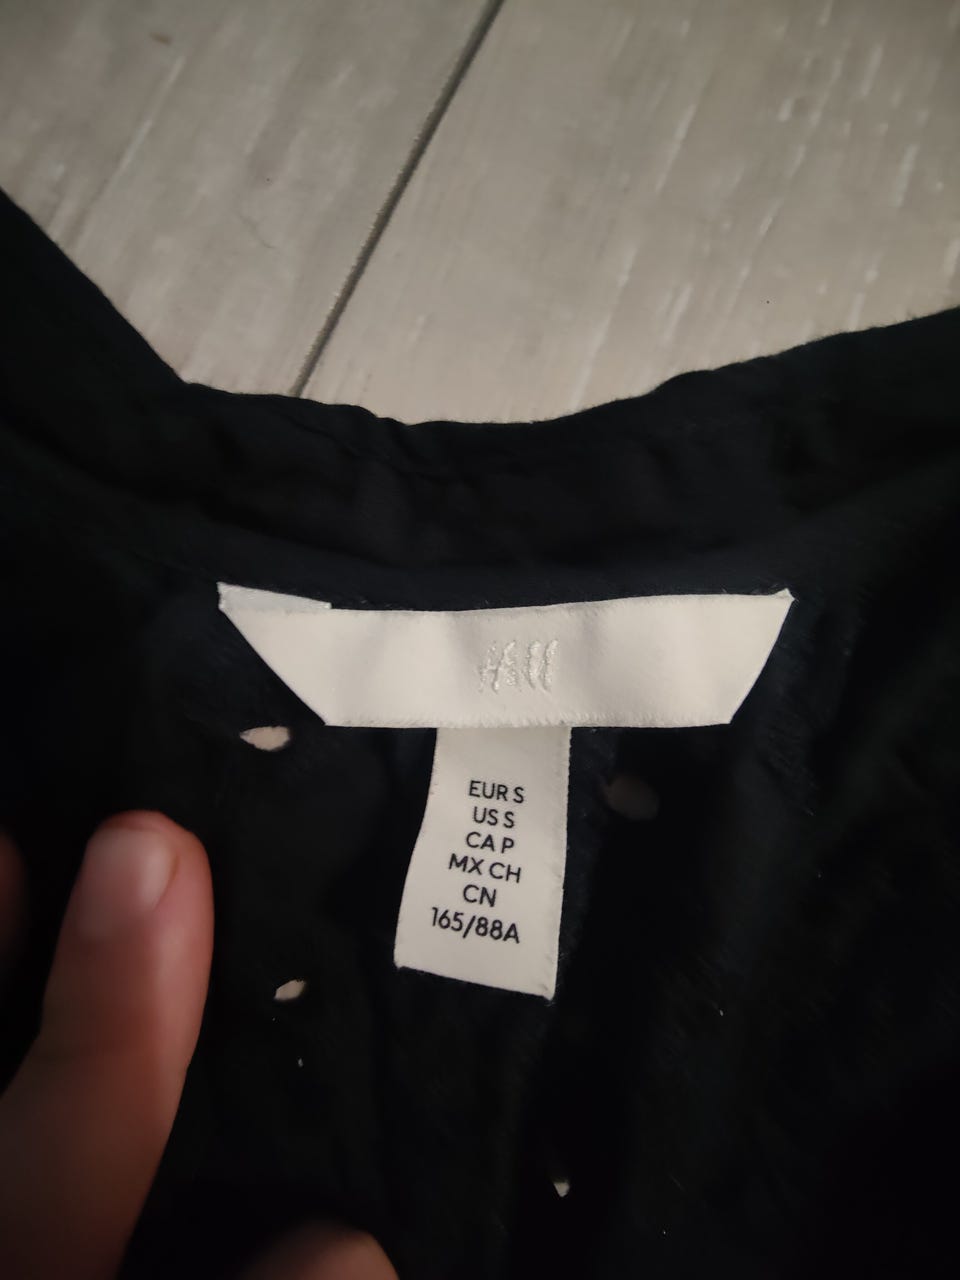 H&M
EUR S
US S
CA P
MX CH
CN
165/88A